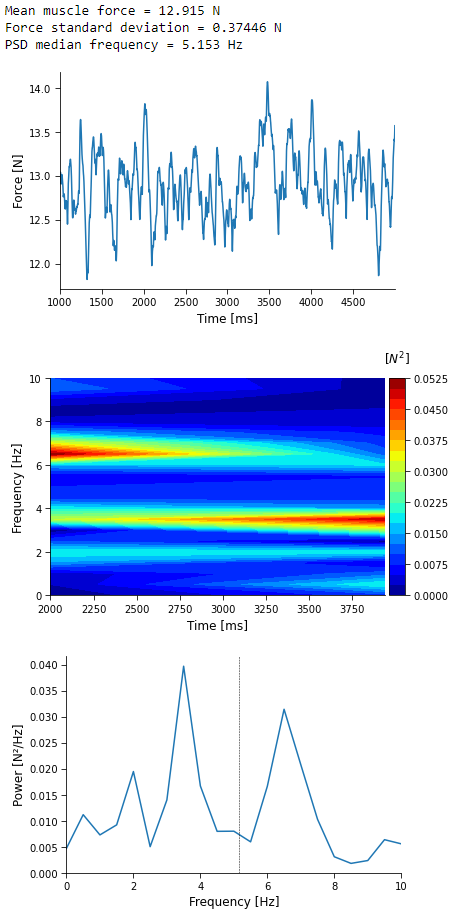 Mean muscle force = 12.915 N
Force standard deviation = 0.37446 N
PSD median frequency = 5.153 Hz
14.0
13.5
13.0
12.5
12.0
Force [N]
1000 1500 2000 2500 3000 3500 4000 4500
Time [ms]
[N²]
10
8
6
4
2
0
Frequency [Hz]
2000 2250 2500 2750 3000 3250 3500 3750
Time [ms]
0.0525
0.0450
0.0375
0.0300
0.0225
0.0150
0.0075
0.0000
0.040
0.035
0.030
0.025
0.020
0.015
0.010
0.005
0.000
Power [N²/Hz]
0 2 4 6 8 10
Frequency [Hz]